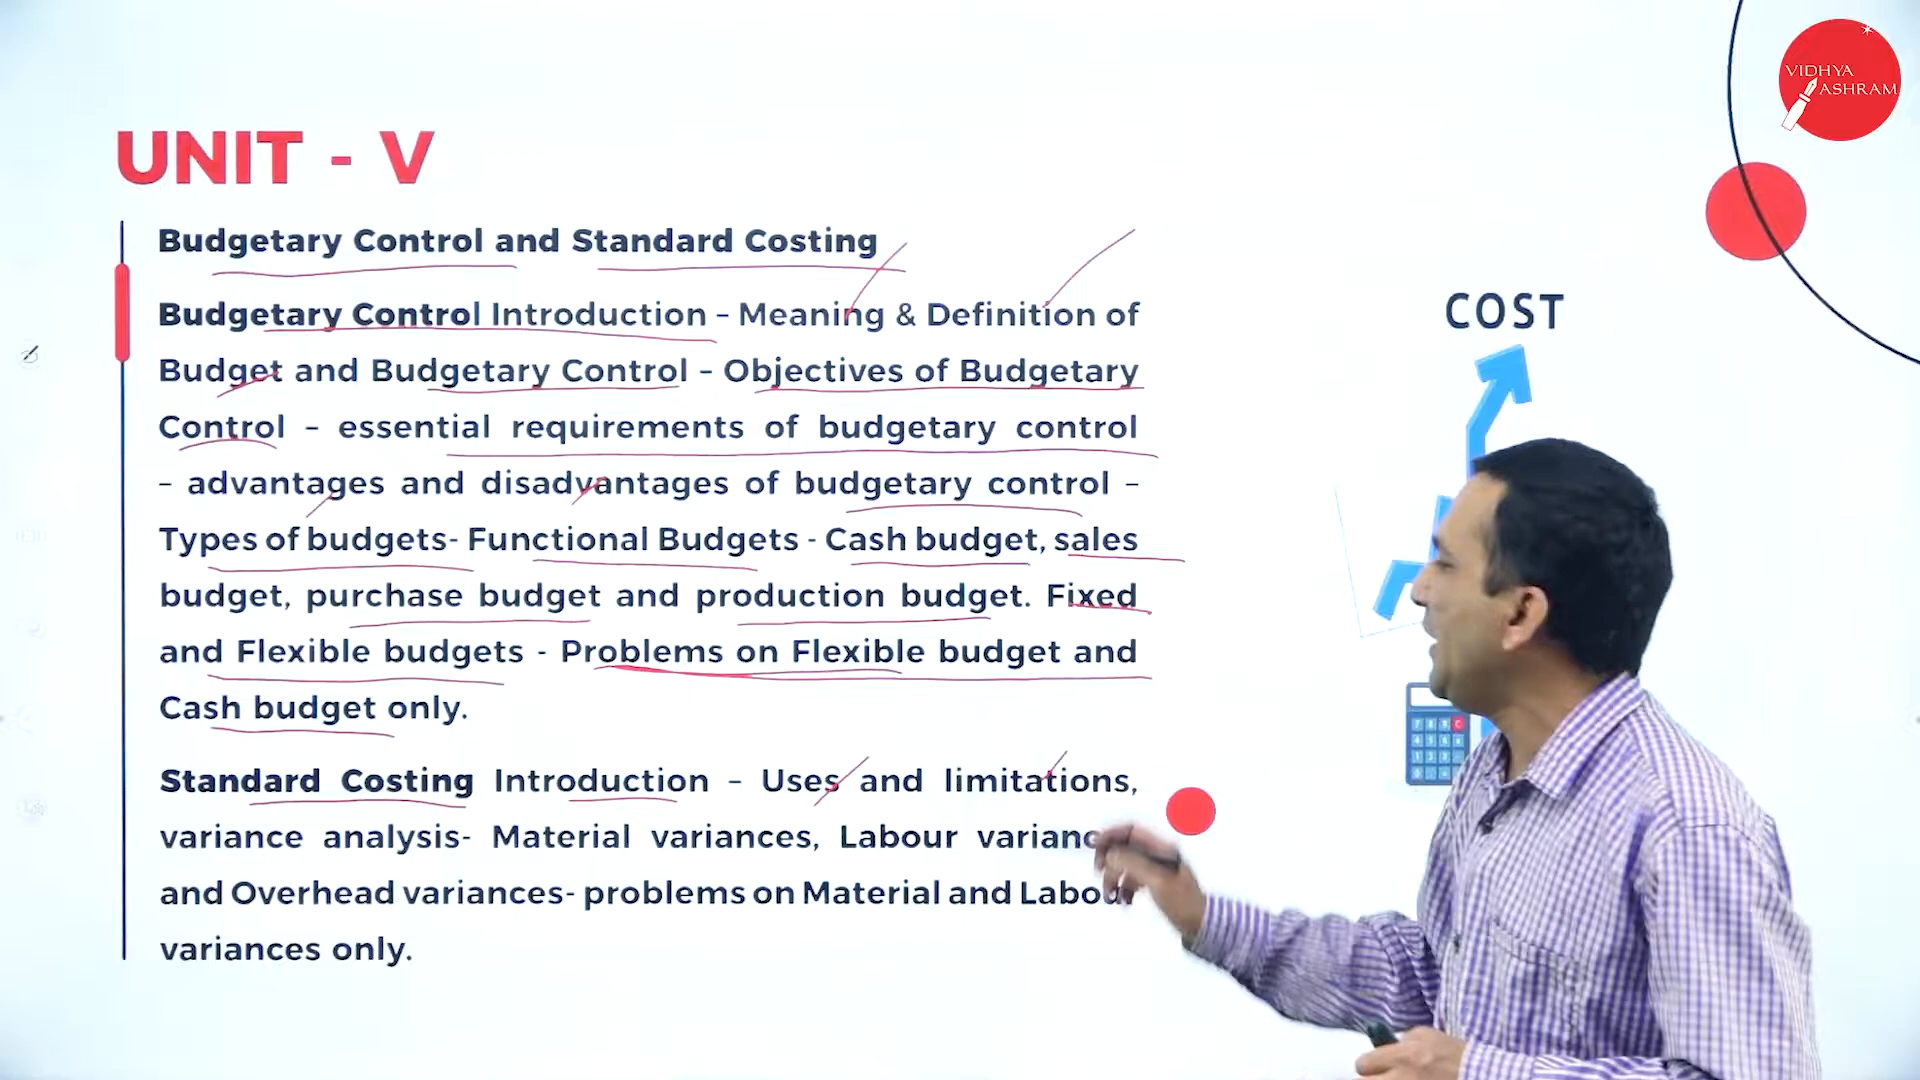 VIDHYA
ASHRAM
UNIT - V
Budgetary Control and Standard Costing
Budgetary Control Introduction – Meaning & Definition of
Budget and Budgetary Control – Objectives of Budgetary
Control – essential requirements of budgetary control
– advantages and disadvantages of budgetary control –
Types of budgets- Functional Budgets - Cash budget, sales
budget, purchase budget and production budget. Fixed
and Flexible budgets - Problems on Flexible budget and
Cash budget only.
Standard Costing Introduction – Uses and limitations,
variance analysis- Material variances, Labour
and Overhead variances- problems on Material and
variances only.
COST